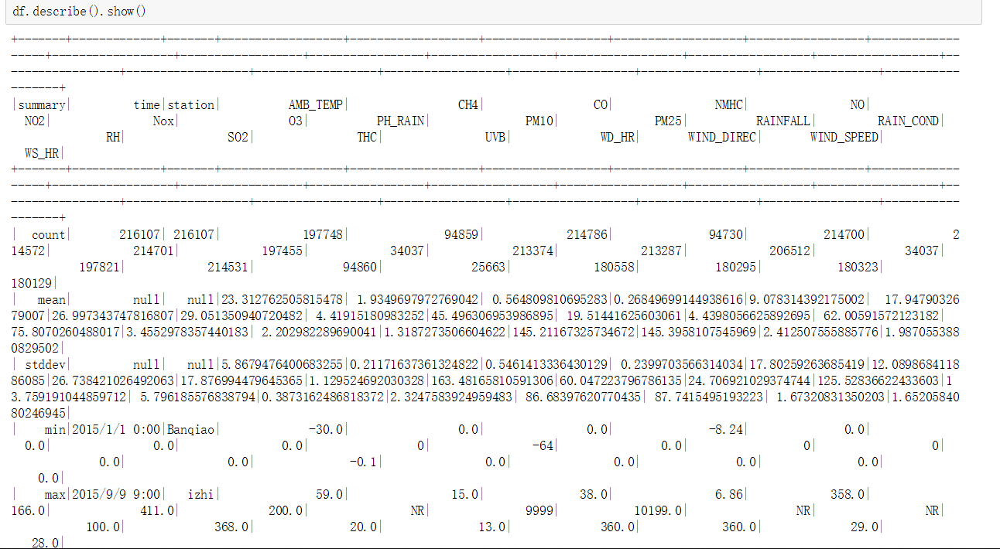 df.describe().show()
+-------+-------------+-------+------------------+-------------------+------------------+-------------------+-----------------+------------
-----+------------------+------------------+-----------------+------------------+------------------+------------------+------------------+--
----------------+------------------+------------------+------------------+------------------+------------------+-----------------+-----------
-------+
|summary| time|station| AMB_TEMP| CH4| CO| NMHC| NO|
NO2| Nox| O3| PH_RAIN| PM10| PM25| RAINFALL| RAIN_COND|
RH| SO2| THC| UVB| WD_HR| WIND_DIREC| WIND_SPEED|
WS_HR|
+-------+-------------+-------+------------------+-------------------+------------------+-------------------+-----------------+------------
-----+------------------+------------------+-----------------+------------------+------------------+------------------+------------------+--
----------------+------------------+------------------+------------------+------------------+------------------+-----------------+-----------
-------+
| count| 216107| 216107| 197748| 94859| 214786| 94730| 214700| 2
14572| 214701| 197455| 34037| 213374| 213287| 206512| 34037|
197821| 214531| 94860| 25663| 180558| 180295| 180323|
180129|
| mean| null| null|23.312762505815478| 1.9349697972769042| 0.564809810695283|0.26849699144938616|9.078314392175002| 17.94790326
79007|26.997343747816807|29.051350940720482| 4.41915180983252|45.496306953986895| 19.51441625603061|4.4398056625892695| 62.00591572123182|
75.8070260488017|3.4552978357440183| 2.202982289690041|1.3187273506604622|145.21167325734672|145.3958107545969|2.412507555885776|1.987055388
0829502|
| stddev| null| null|5.8679476400683255|0.21171637361324822|0.5461413336430129| 0.2399703566314034|17.80259263685419|12.0898684118
86085|26.738421026492063|17.876994479645365|1.129524692030328|163.48165810591306|60.047223796786135|24.706921029374744|125.52836622433603|1
3.759191044859712| 5.796185576838794|0.3873162486818372|2.3247583924959483| 86.68397620770435| 87.7415495193223| 1.67320831350203|1.65205840
80246945|
| min|2015/1/1 0:00|Banqiao| -30.0| 0.0| 0.0| -8.24| 0.0|
0.0| 0.0| 0.0| 0| -64| 0.0| 0| 0|
0.0| 0.0| -0.1| 0.0| 0.0| 0.0| 0.0|
0.0|
| max|2015/9/9 9:00| izhi| 59.0| 15.0| 38.0| 6.86| 358.0|
166.0| 411.0| 200.0| NR| 9999| 10199.0| NR| NR|
100.0| 368.0| 20.0| 13.0| 360.0| 360.0| 29.0|
28.0|